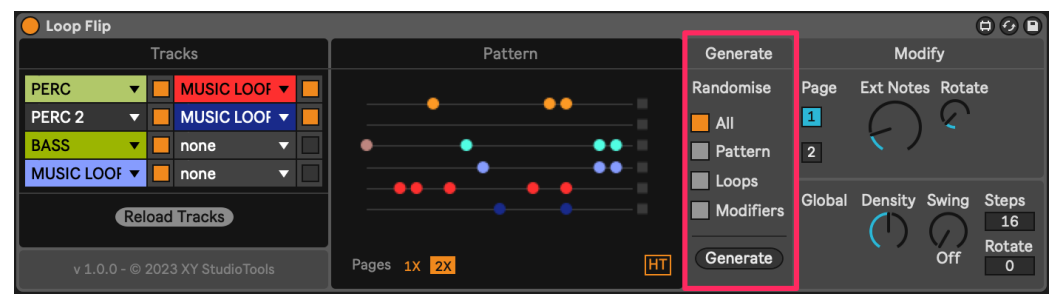 Loop Flip
Tracks
PERC
MUSIC LOOF
PERC 2
MUSIC LOOF
BASS
none
MUSIC LOOF
none
Reload Tracks
v 1.0.0 - © 2023 XY StudioTools
Pattern
Pages 1X 2X
HT
Generate
Randomise
All
Pattern
Loops
Modifiers
Generate
Modify
Page Ext Notes Rotate
1
2
Global Density Swing Steps
16
Rotate
Off 0